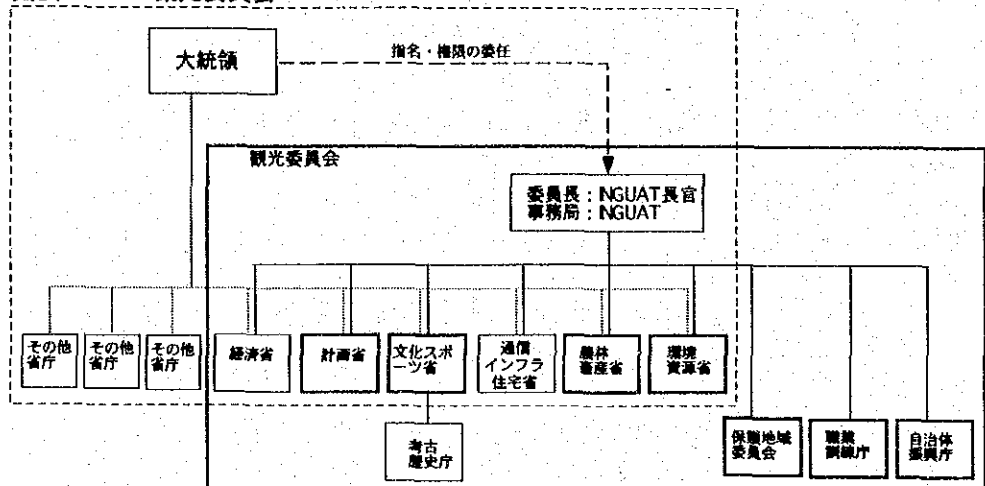 大統領
指名・権限の委任
観光委員会
委員長：INGUAT長官
事務局：INGUAT
その他
省庁
その他
省庁
その他
省庁
経済省
計画省
文化スポ
ーツ省
通信
インフラ
住宅省
農林
畜産省
環境
資源省
考古
歴史庁
保護地域
委員会
職業
訓練庁
自治体
振興庁